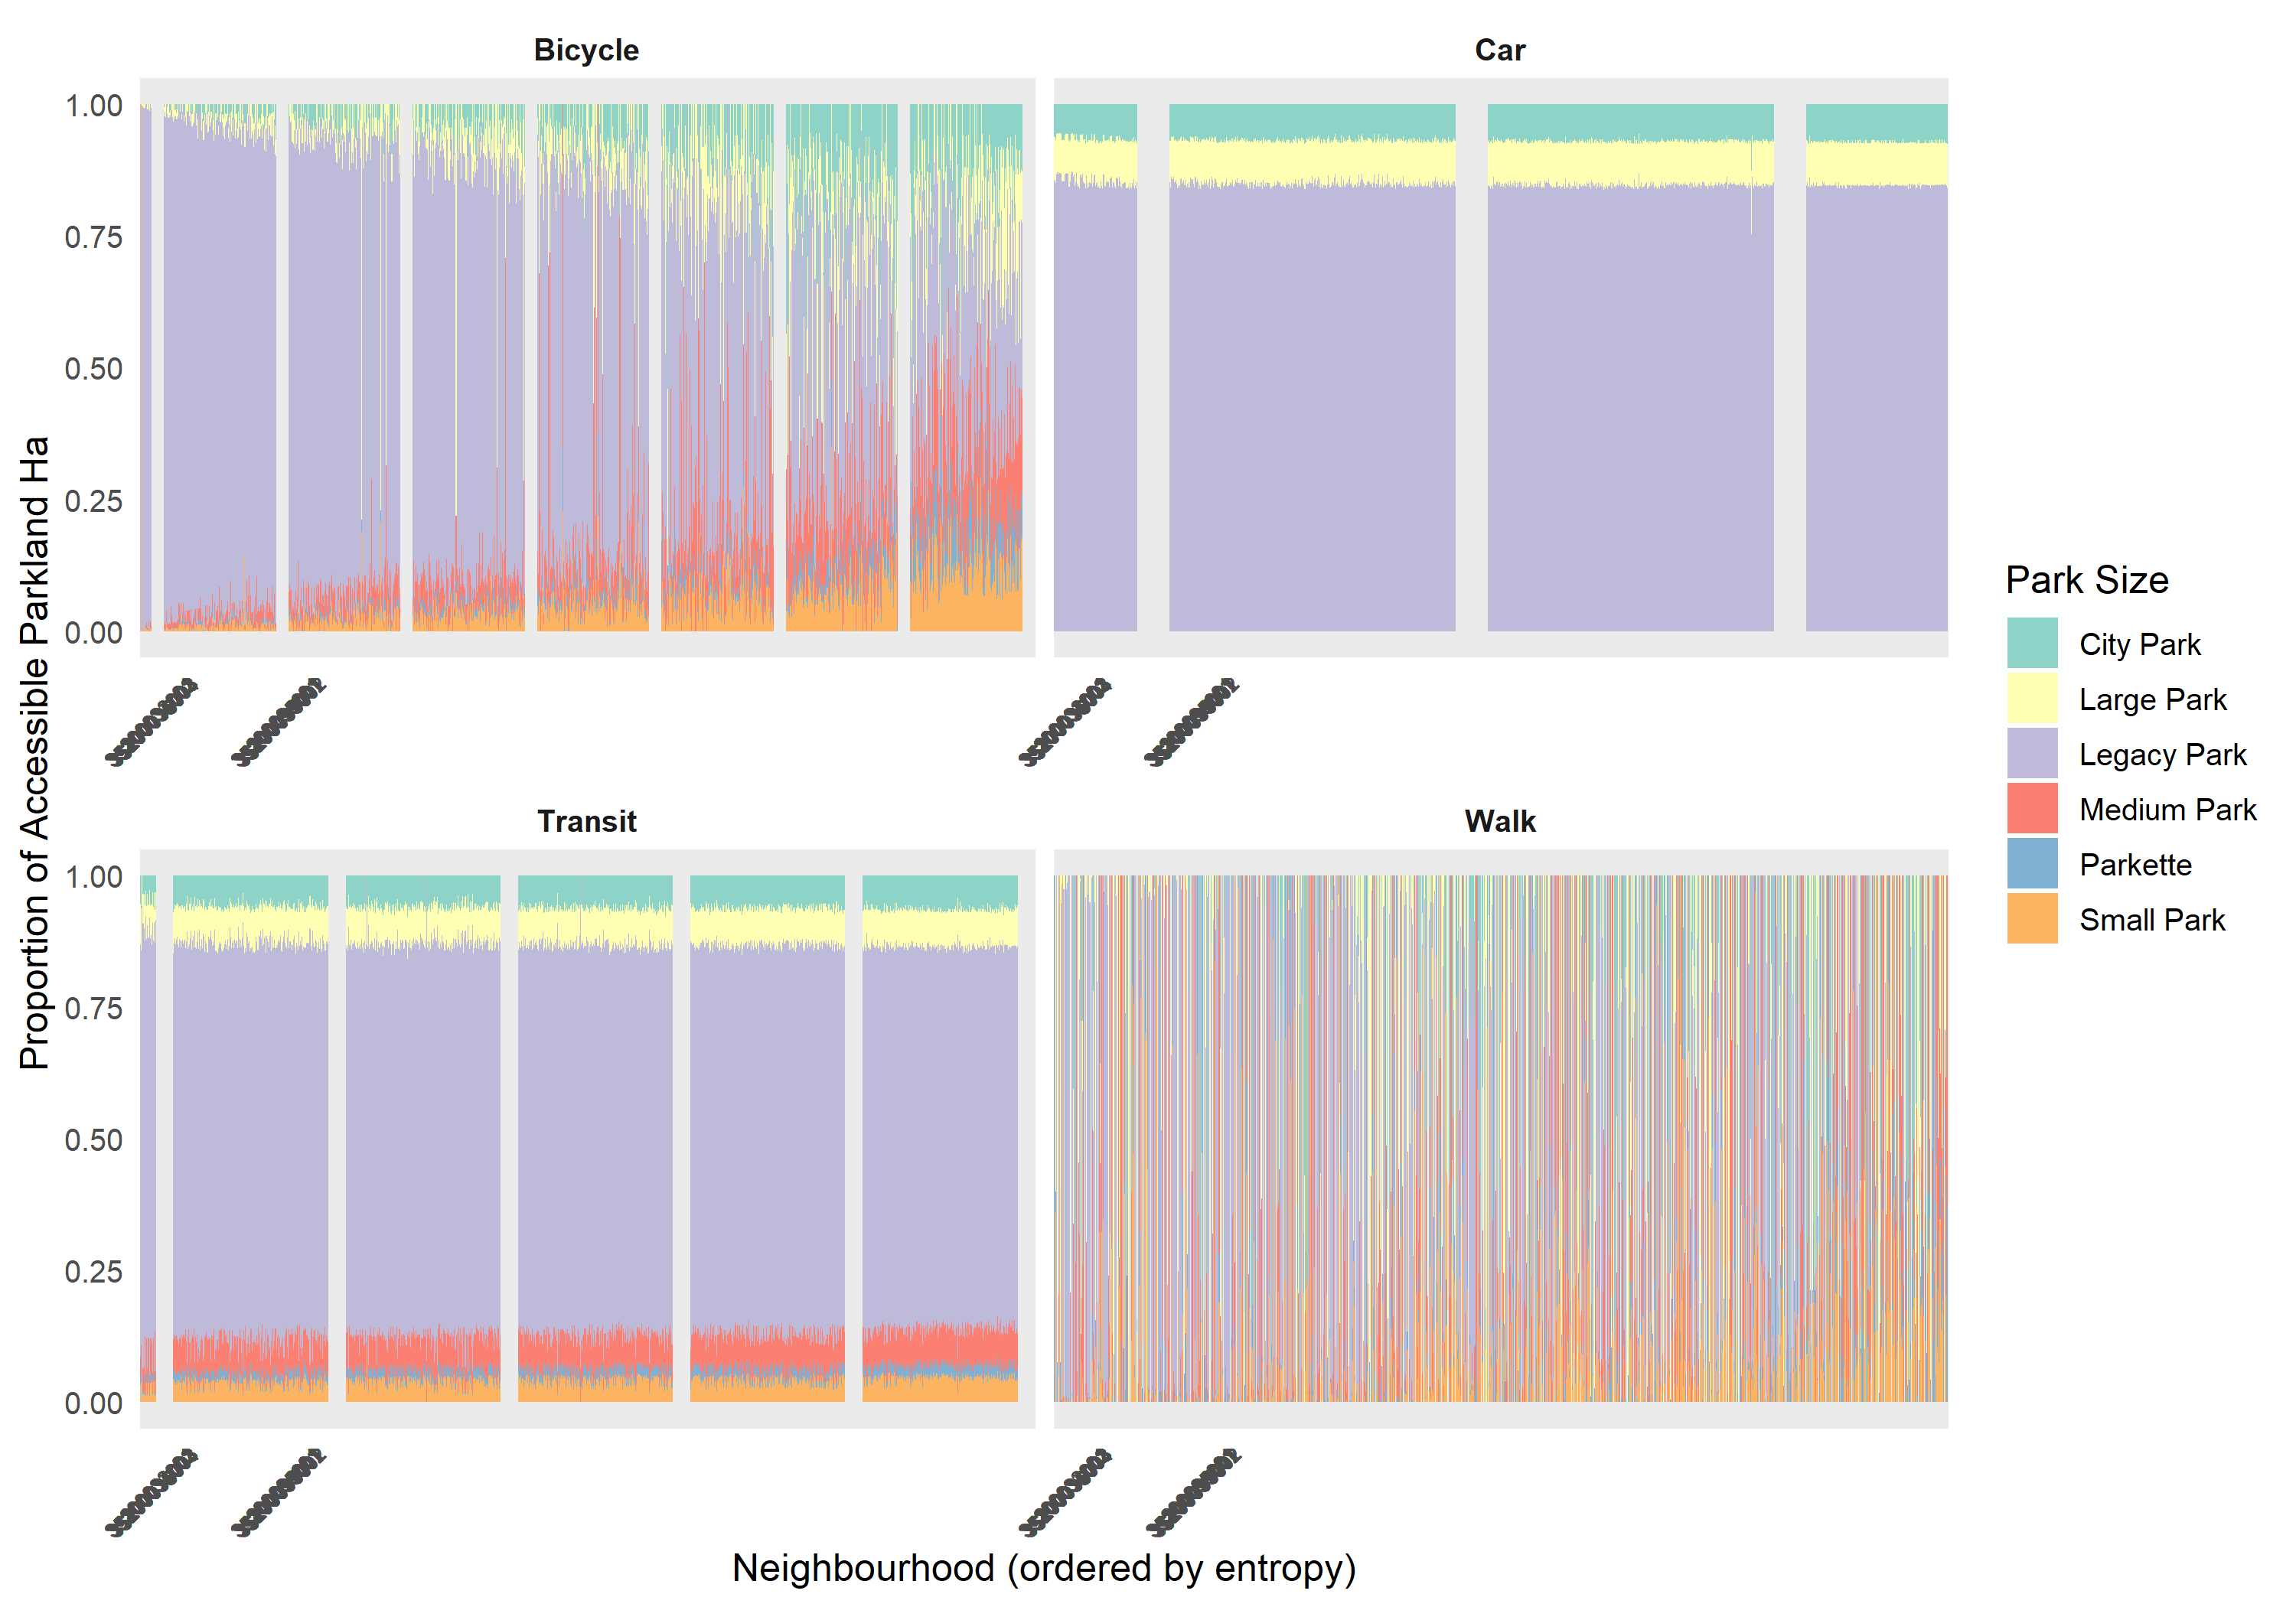 Bicycle
Car
1.00
0.75
0.50
0.25
0.00
Transit
Walk
1.00
0.75
0.50
0.25
0.00
Proportion of Accessible Parkland Ha
Neighbourhood (ordered by entropy)
Park Size
City Park
Large Park
Legacy Park
Medium Park
Parkette
Small Park